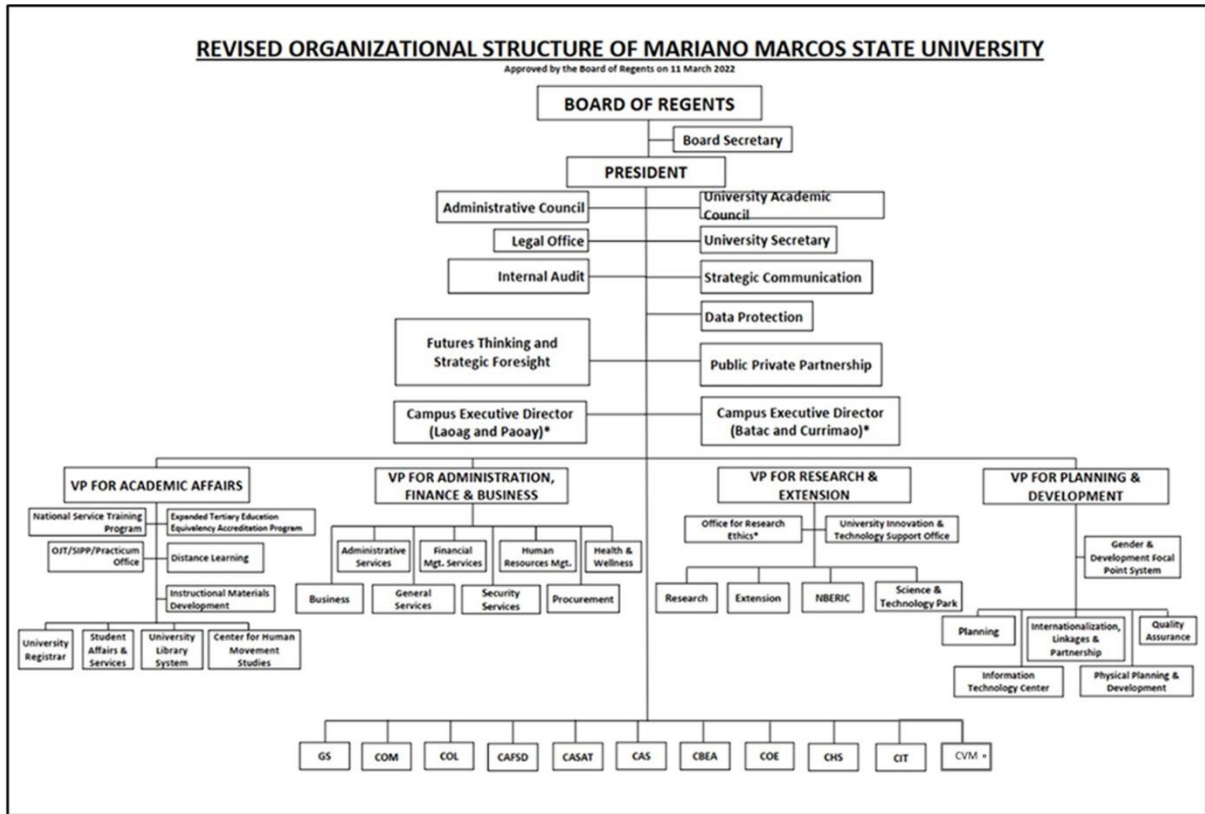 REVISED ORGANIZATIONAL STRUCTURE OF MARIANO MARCOS STATE UNIVERSITY
Approved by the Board of Regents on 11 March 2022
BOARD OF REGENTS
Board Secretary
PRESIDENT
Administrative Council
University Academic
Council
Legal Office
University Secretary
Internal Audit
Strategic Communication
Data Protection
Futures Thinking and
Strategic Foresight
Public Private Partnership
Campus Executive Director
(Laoag and Paoay)*
Campus Executive Director
(Batac and Currimao)*
VP FOR ACADEMIC AFFAIRS
National Service Training
Program
Expanded Tertiary Education
Equivalency Accreditation Program
OJT/SIPP/Practicum
Office
Distance Learning
Instructional Materials
Development
University
Registrar
Student
Affairs &
Services
University
Library
System
Center for Human
Movement
Studies
VP FOR ADMINISTRATION,
FINANCE & BUSINESS
Administrative
Services
Financial
Mgt. Services
Human
Resources Mgt.
Health &
Wellness
Business
General
Services
Security
Services
Procurement
VP FOR RESEARCH &
EXTENSION
Office for Research
Ethics*
University Innovation &
Technology Support Office
Research
Extension
NBERIC
Science &
Technology Park
VP FOR PLANNING &
DEVELOPMENT
Gender &
Development Focal
Point System
Planning
Internationalization,
Linkages &
Partnership
Quality
Assurance
Information
Technology Center
Physical Planning &
Development
GS
COM
COL
CAFSD
CASAT
CAS
CBEA
COE
CHS
CIT
CVM *